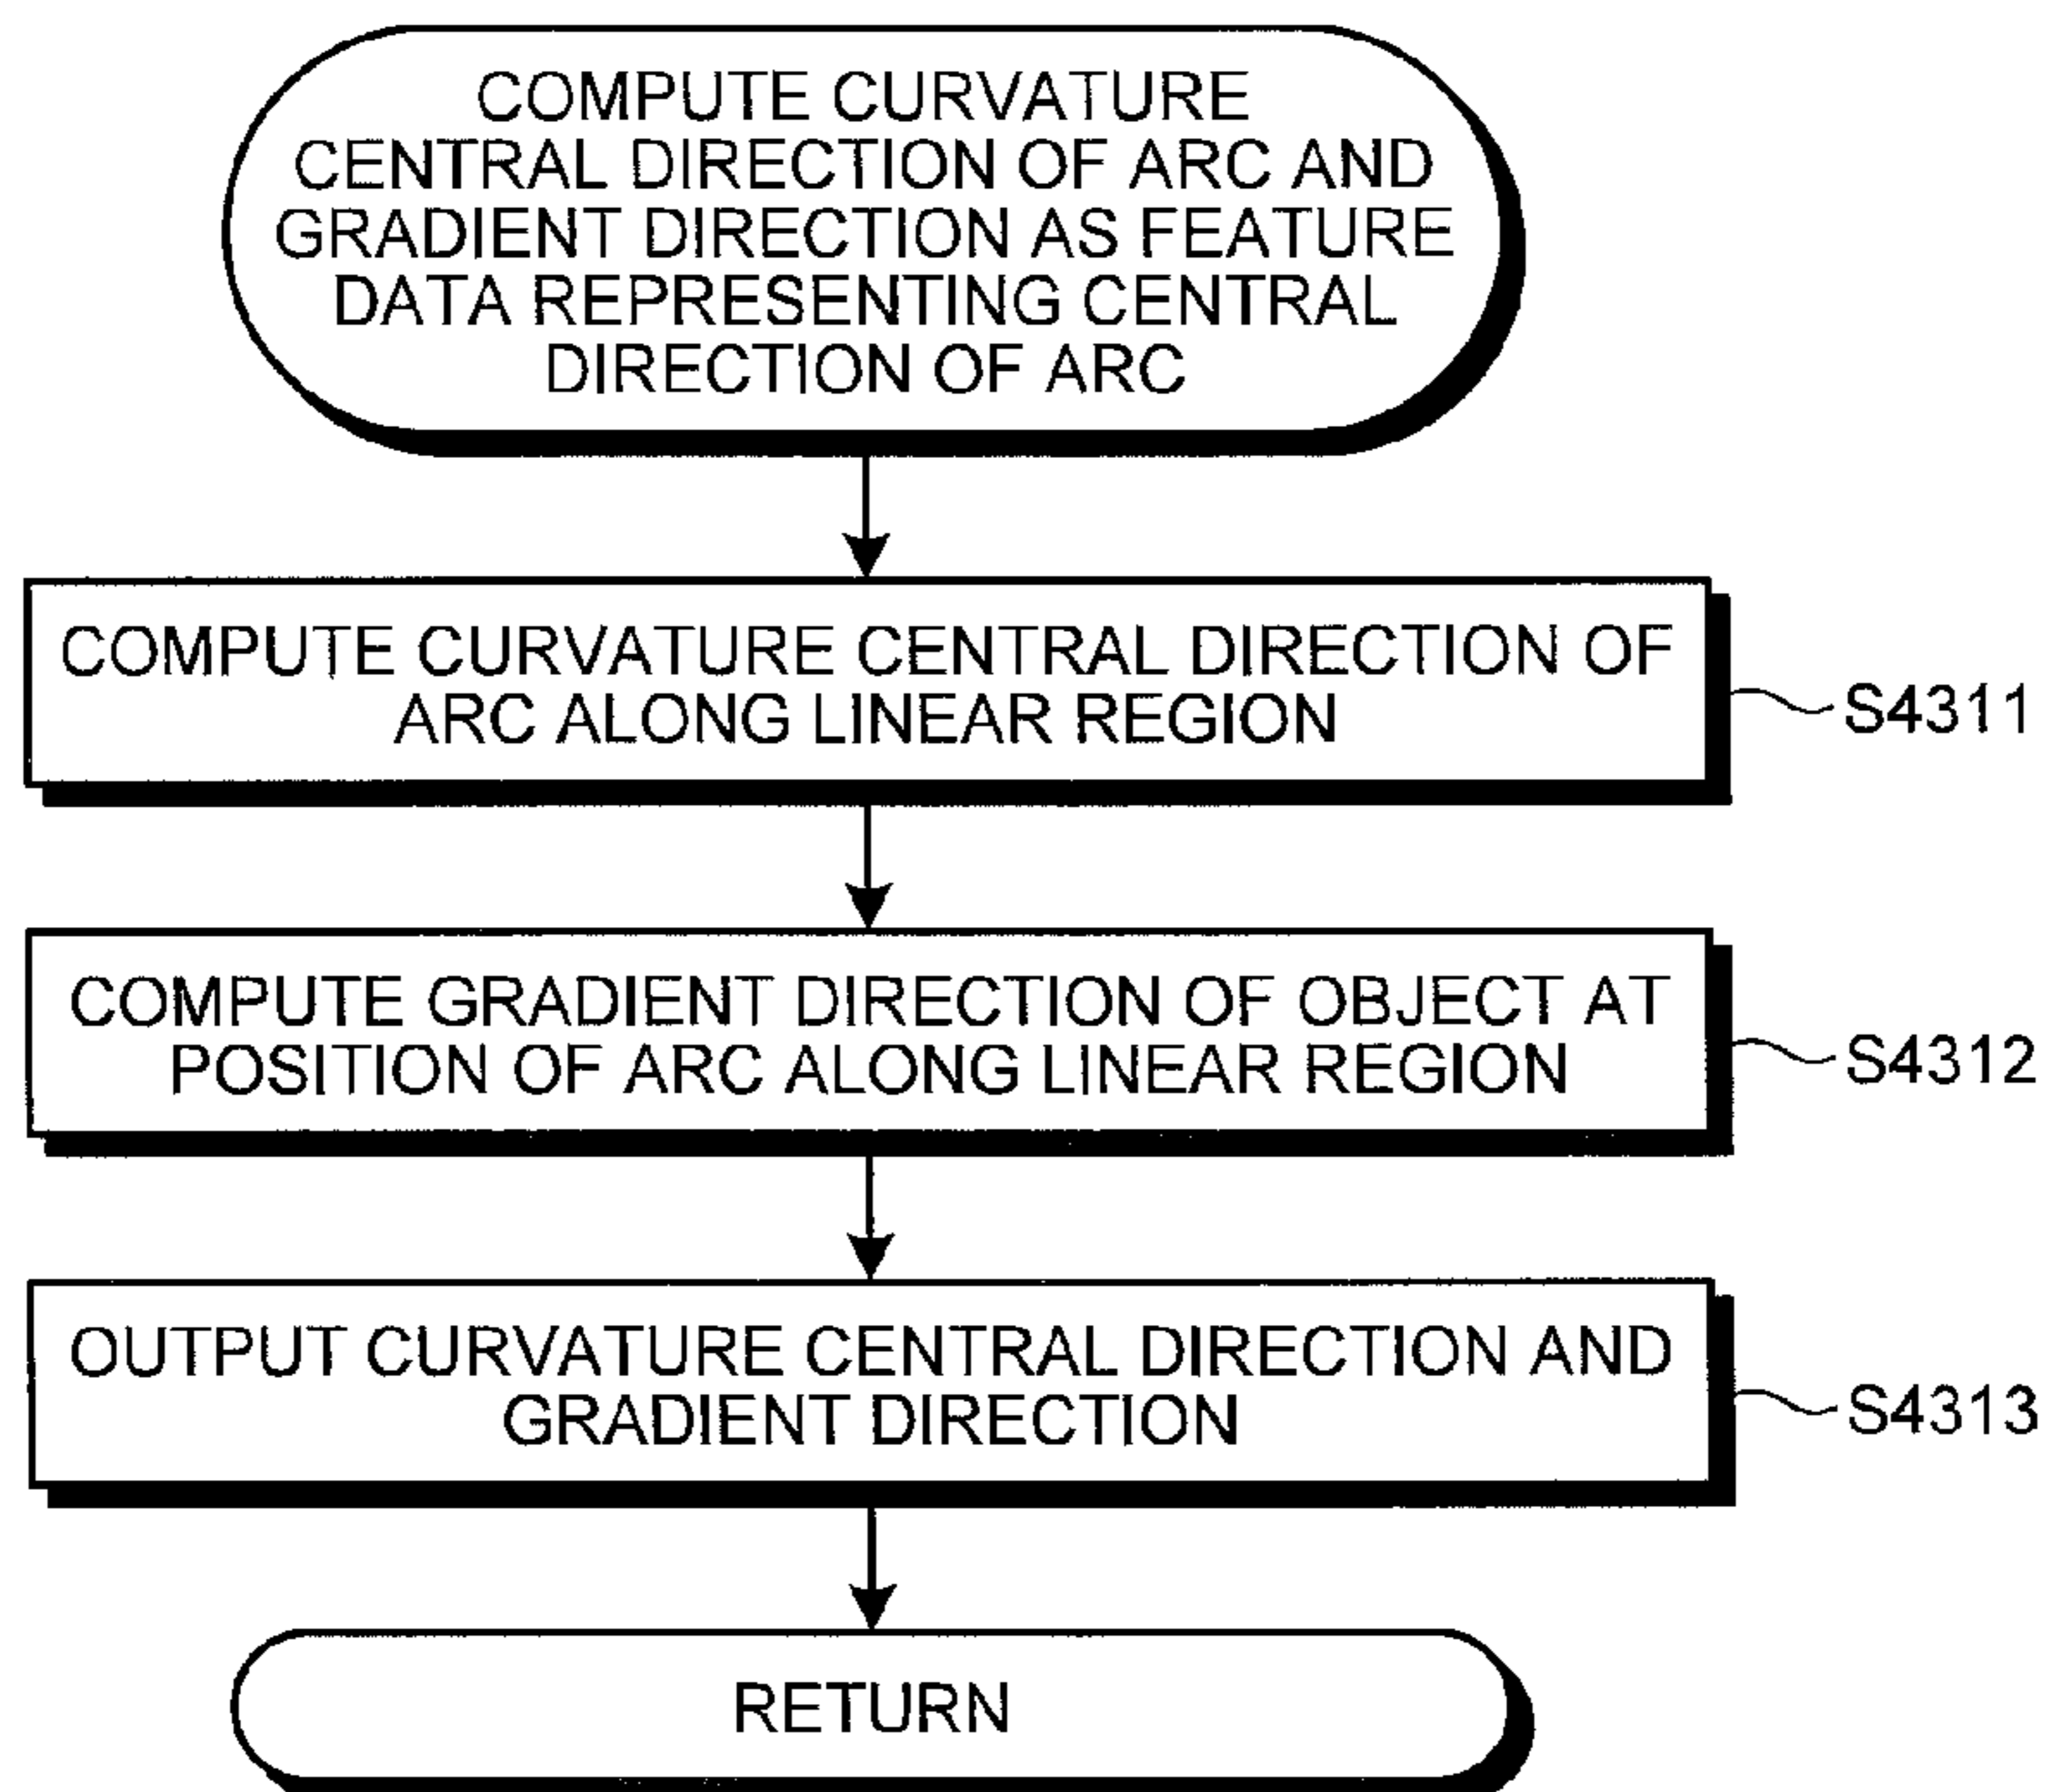 COMPUTE CURVATURE
CENTRAL DIRECTION OF ARC AND
GRADIENT DIRECTION AS FEATURE
DATA REPRESENTING CENTRAL
DIRECTION OF ARC
COMPUTE CURVATURE CENTRAL DIRECTION OF
ARC ALONG LINEAR REGION
S4311
COMPUTE GRADIENT DIRECTION OF OBJECT AT
POSITION OF ARC ALONG LINEAR REGION
S4312
OUTPUT CURVATURE CENTRAL DIRECTION AND
GRADIENT DIRECTION
S4313
RETURN